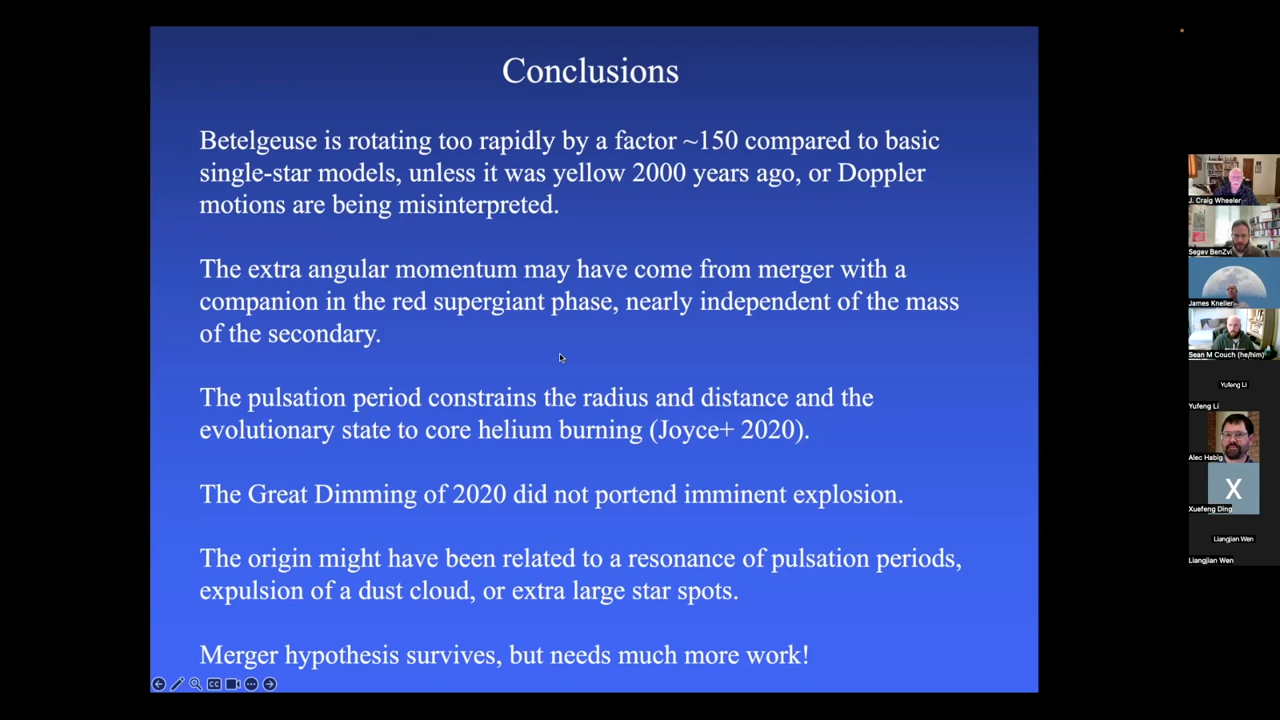 Conclusions
Betelgeuse is rotating too rapidly by a factor ~150 compared to basic
single-star models, unless it was yellow 2000 years ago, or Doppler
motions are being misinterpreted.
The extra angular momentum may have come from merger with a
companion in the red supergiant phase, nearly independent of the mass
of the secondary.
The pulsation period constrains the radius and distance and the
evolutionary state to core helium burning (Joyce+ 2020).
The Great Dimming of 2020 did not portend imminent explosion.
The origin might have been related to a resonance of pulsation periods,
expulsion of a dust cloud, or extra large star spots.
Merger hypothesis survives, but needs much more work!
CC
J. Craig Wheeler
Segev BenZvi
James Kneller
Sean M Couch (he/him)
Yufeng Li
Yufeng Li
Alec Habig
X
Xuefeng Ding
Liangjian Wen
Liangjian Wen